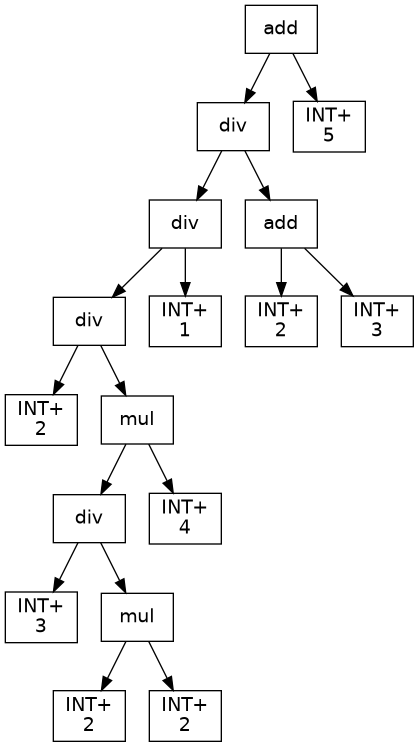 add
div
INT+
5
div
add
div
INT+
1
INT+
2
INT+
3
INT+
2
mul
div
INT+
4
INT+
3
mul
INT+
2
INT+
2